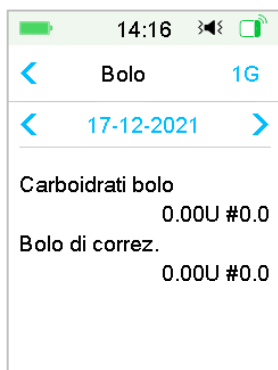 14:16
Bolo 1G
17-12-2021
Carboidrati bolo
0.00U #0.0
Bolo di correz.
0.00U #0.0